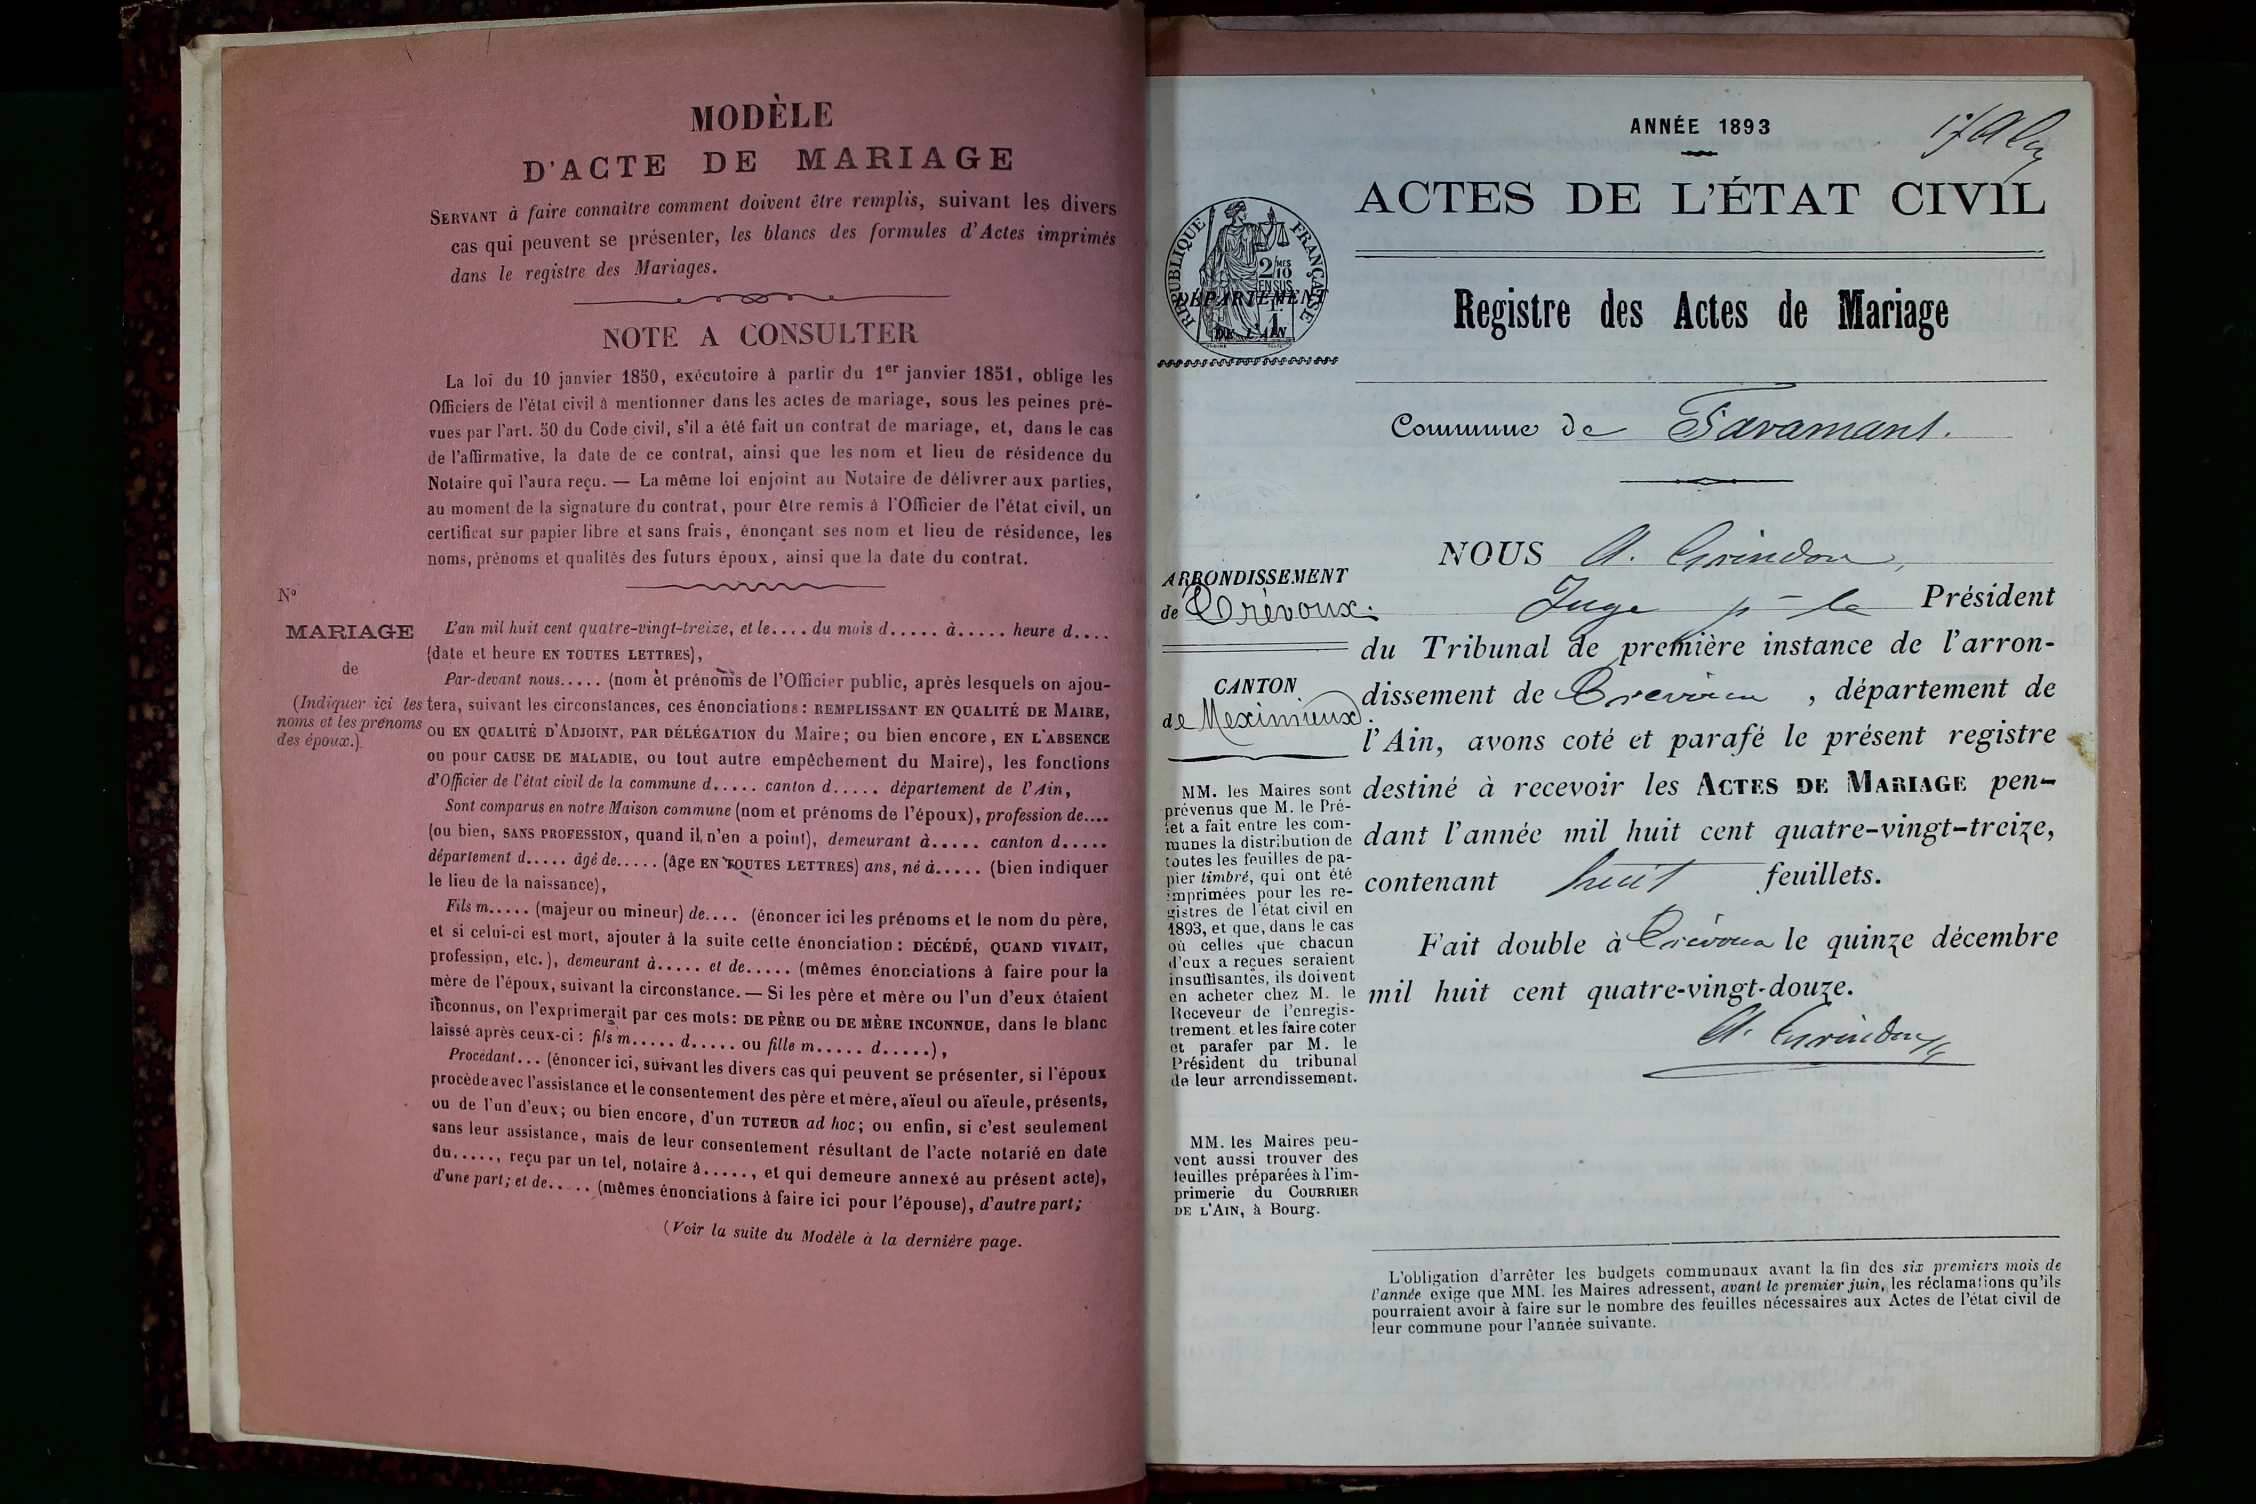 MODÈLE
D'ACTE DE MARIAGE
SERVANT à faire connaitre comment doivent être remplis, suivant les divers
cas qui peuvent se présenter, les blancs des formules d'Actes imprimés
dans le registre des Mariages.
NOTE A CONSULTER
La loi du 10 janvier 1850, exécutoire à partir du 1er janvier 1851, oblige les
Officiers de l'état civil à mentionner dans les actes de mariage, sous les peines pré-
vues par l'art. 50 du Code civil, s'il a été fait un contrat de mariage, et, dans le cas
de l'affirmative, la date de ce contrat, ainsi que les nom et lieu de résidence du
Notaire qui l'aura reçu. — La même loi enjoint au Notaire de délivrer aux parties,
au moment de la signature du contrat, pour être remis à l'Officier de l'état civil, un
certificat sur papier libre et sans frais, énonçant ses nom et lieu de résidence, les
noms, prénoms et qualités des futurs époux, ainsi que la date du contrat.
No
MARIAGE
de
(Indiquer ici les
noms et les prénoms
des époux.)
L'an mil huit cent quatre-vingt-treize, et le.... du mois d..... à..... heure d....
(date et heure EN TOUTES LETTRES),
Par-devant nous..... (nom et prénoms de l'Officier public, après lesquels on ajou-
tera, suivant les circonstances, ces énonciations: REMPLISSANT EN QUALITÉ DE MAIRE,
OU EN QUALITÉ D'ADJOINT, PAR DÉLÉGATION du Maire; ou bien encore, EN L'ABSENCE
ou pour CAUSE DE MALADIE, ou tout autre empêchement du Maire), les fonctions
d'Officier de l'état civil de la commune d..... canton d..... département de l'Ain,
Sont comparus en notre Maison commune (nom et prénoms de l'époux), profession de....
(ou bien, SANS PROFESSION, quand il n'en a point), demeurant à..... canton d.....
département d..... âgé de..... (âge EN TOUTES LETTRES) ans, né à..... (bien indiquer
le lieu de la naissance),
Fils m..... (majeur ou mineur) de.... (énoncer ici les prénoms et le nom du père,
et si celui-ci est mort, ajouter à la suite cette énonciation: DÉCÉDÉ, QUAND VIVAIT,
profession, etc.), demeurant à..... et de..... (mêmes énonciations à faire pour la
mère de l'époux, suivant la circonstance. — Si les père et mère ou l'un d'eux étaient
inconnus, on l'exprimerait par ces mots: DE PÈRE OU DE MÈRE INCONNUE, dans le blanc
laissé après ceux-ci: fils m..... d..... ou fille m..... d.....),
Procédant... (énoncer ici, suivant les divers cas qui peuvent se présenter, si l'époux
procède avec l'assistance et le consentement des père et mère, aïeul ou aïeule, présents,
ou de l'un d'eux; ou bien encore, d'un TUTEUR ad hoc; ou enfin, si c'est seulement
sans leur assistance, mais de leur consentement résultant de l'acte notarié en date
du....., reçu par un tel, notaire à....., et qui demeure annexé au présent acte),
d'une part; et de..... (mêmes énonciations à faire ici pour l'épouse), d'autre part;
(Voir la suite du Modèle à la dernière page.
ANNÉE 1893
ACTES DE L'ÉTAT CIVIL
RÉPUBLIQUE FRANÇAISE
2/10 MES
EN SUS
1 F.
DÉPARTEMENT
DE L'AIN
Registre des Actes de Mariage
Commune de Faramans.
ARRONDISSEMENT
de Trévoux.
CANTON
de Meximieux
MM. les Maires sont
prévenus que M. le Pré-
fet a fait entre les com-
munes la distribution de
toutes les feuilles de pa-
pier timbré, qui ont été
imprimées pour les re-
gistres de l'état civil en
1893, et que, dans le cas
où celles que chacun
d'eux a reçues seraient
insuffisantes, ils doivent
en acheter chez M. le
Receveur de l'enregis-
trement et les faire coter
et parafer par M. le
Président du tribunal
de leur arrondissement.
MM. les Maires peu-
vent aussi trouver des
feuilles préparées à l'im-
primerie du COURRIER
DE L'AIN, à Bourg.
NOUS A. Grindon,
Juge pr le Président
du Tribunal de première instance de l'arron-
dissement de Trévoux, département de
l'Ain, avons coté et parafé le présent registre
destiné à recevoir les ACTES DE MARIAGE pen-
dant l'année mil huit cent quatre-vingt-treize,
contenant huit feuillets.
Fait double à Trévoux le quinze décembre
mil huit cent quatre-vingt-douze.
A. Grindon
L'obligation d'arrêter les budgets communaux avant la fin des six premiers mois de
l'année exige que MM. les Maires adressent, avant le premier juin, les réclamations qu'ils
pourraient avoir à faire sur le nombre des feuilles nécessaires aux Actes de l'état civil de
leur commune pour l'année suivante.